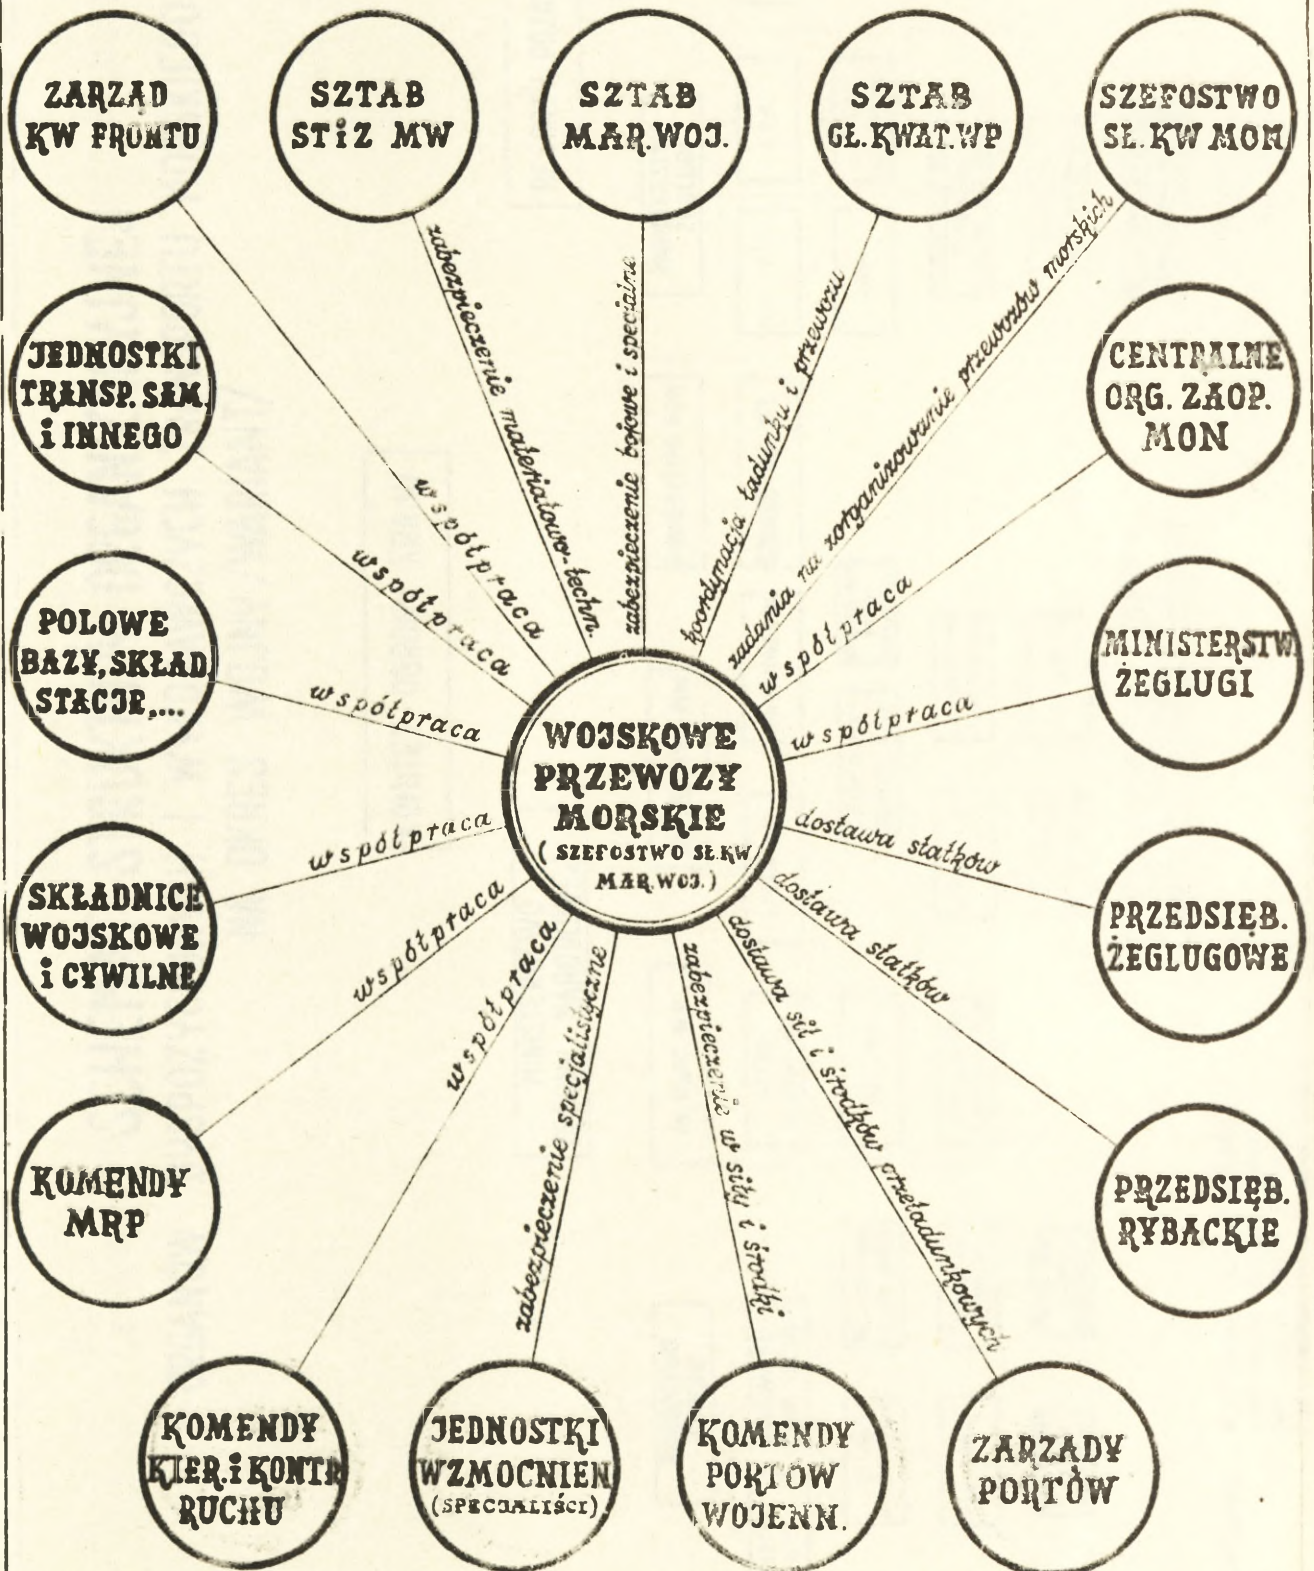 ZARZĄD
KW FRONTU
SZTAB
STiZ MW
SZTAB
MAR.WOJ.
SZTAB
GŁ.KWAT.WP
SZEFOSTWO
SŁ.KW MON
JEDNOSTKI
TRANSP. SAM.
i INNEGO
CENTRALNE
ORG. ZAOP.
MON
POLOWE
BAZY, SKŁAD.
STACJE,...
MINISTERSTW.
ŻEGLUGI
SKŁADNICE
WOJSKOWE
i CYWILNE
PRZEDSIĘB.
ŻEGLUGOWE
KOMENDY
MRP
PRZEDSIĘB.
RYBACKIE
KOMENDY
KIER. i KONTR
RUCHU
JEDNOSTKI
WZMOCNIEN
(SPECJALIŚCI)
KOMENDY
PORTÓW
WOJENN.
ZARZĄDY
PORTÓW
WOJSKOWE
PRZEWOZY
MORSKIE
( SZEFOSTWO SŁ.KW
MAR.WOJ.)
współpraca
zabezpieczenie materiałowo-techn.
zabezpieczenie bojowe i specjalne
koordynacja ładunku i przewozu
zadania na zorganizowanie przewozów morskich
współpraca
współpraca
współpraca
współpraca
współpraca
dostawa statków
współpraca
dostawa statków
współpraca
zabezpieczenie specjalistyczne
zabezpieczenie w siły i środki
dostawa sił i środków przeładunkowych